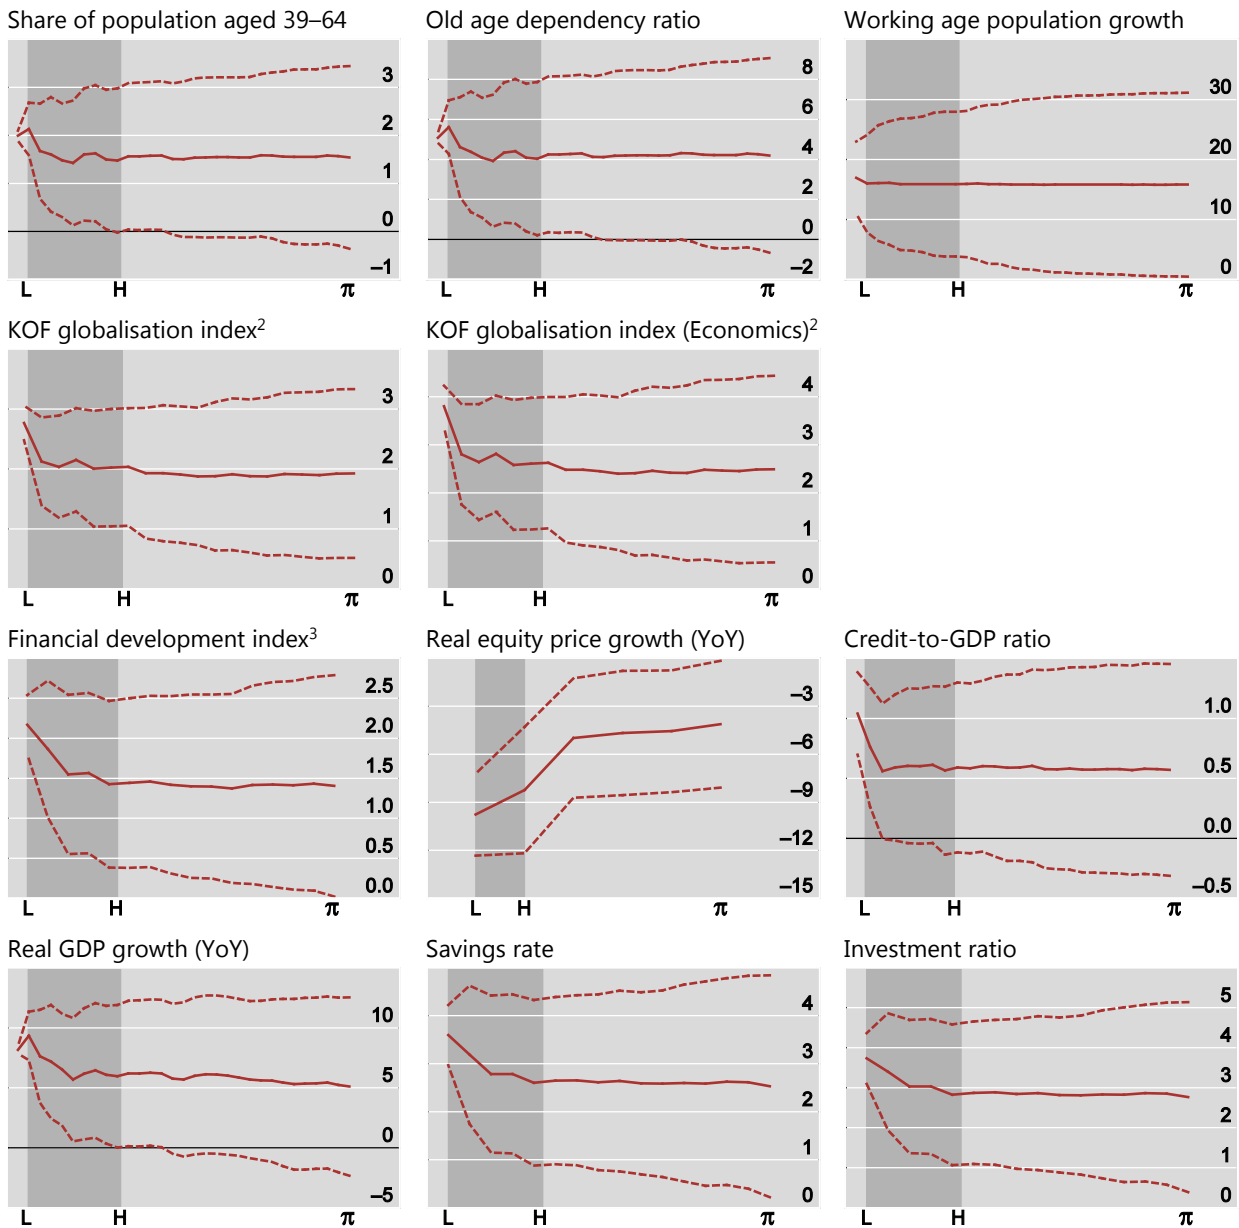 Share of population aged 39–64
Old age dependency ratio
Working age population growth
3
2
1
0
–1
L H π
8
6
4
2
0
–2
L H π
30
20
10
0
L H π
KOF globalisation index²
KOF globalisation index (Economics)²
3
2
1
0
L H π
4
3
2
1
0
L H π
Financial development index³
Real equity price growth (YoY)
Credit-to-GDP ratio
2.5
2.0
1.5
1.0
0.5
0.0
L H π
–3
–6
–9
–12
–15
L H π
1.0
0.5
0.0
–0.5
L H π
Real GDP growth (YoY)
Savings rate
Investment ratio
10
5
0
–5
L H π
4
3
2
1
0
L H π
5
4
3
2
1
0
L H π